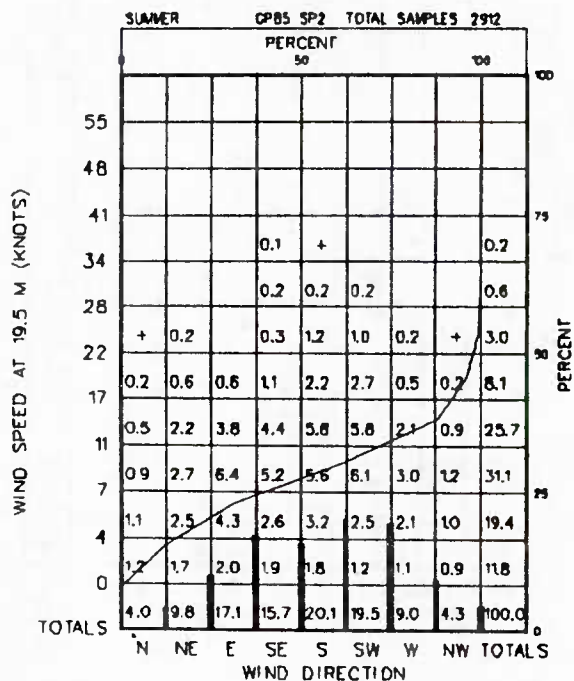 SUMMER GPB5 SP2 TOTAL SAMPLES 2912
PERCENT
50 100
100
55
48
41 75
0.1 + 0.2
34
0.2 0.2 0.2 0.6
28
+ 0.2 0.3 1.2 1.0 0.2 + 3.0
22 50
0.2 0.6 0.6 1.1 2.2 2.7 0.5 0.2 8.1
17
0.5 2.2 3.8 4.4 5.8 5.8 2.1 0.9 25.7
11
0.9 2.7 6.4 5.2 5.6 6.1 3.0 1.2 31.1
7 25
1.1 2.5 4.3 2.6 3.2 2.5 2.1 1.0 19.4
4
1.2 1.7 2.0 1.9 1.8 1.2 1.1 0.9 11.8
0
4.0 9.8 17.1 15.7 20.1 19.5 9.0 4.3 100.0
TOTALS 0
N NE E SE S SW W NW TOTALS
WIND DIRECTION
WIND SPEED AT 19.5 M (KNOTS)
PERCENT